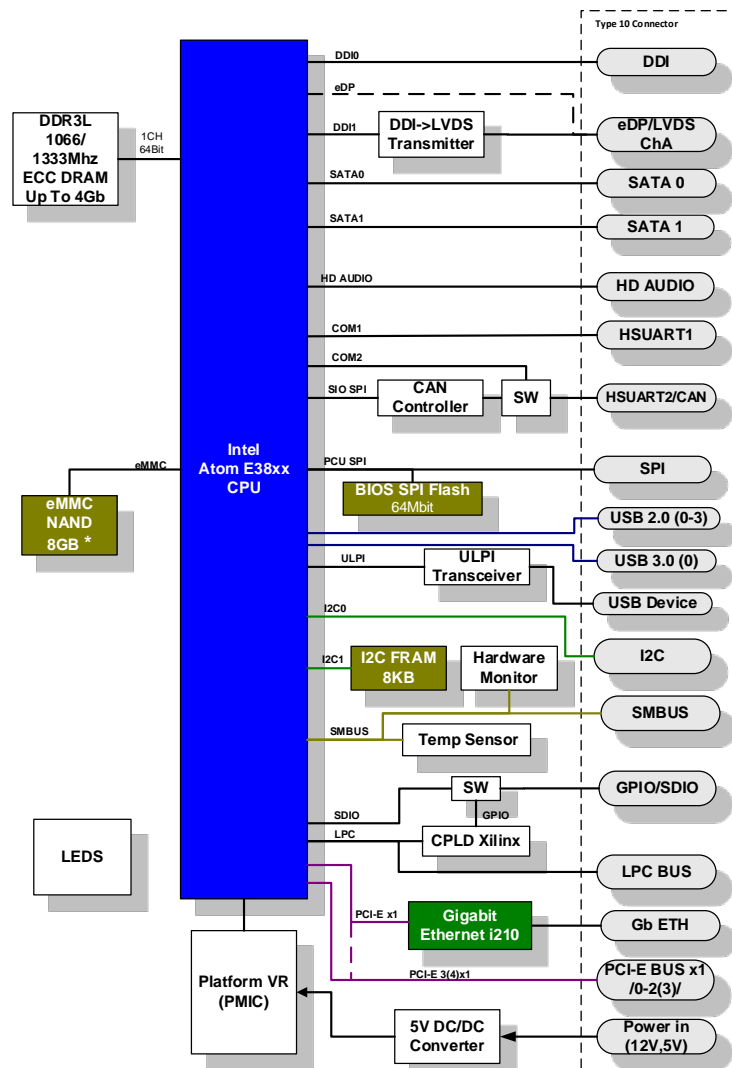 Type 10 Connector
DDI0
DDI
eDP
DDR3L
1066/
1333Mhz
ECC DRAM
Up To 4Gb
1CH
64Bit
DDI1
DDI->LVDS
Transmitter
eDP/LVDS
ChA
SATA0
SATA 0
SATA1
SATA 1
HD AUDIO
HD AUDIO
COM1
HSUART1
COM2
SIO SPI
CAN
Controller
SW
HSUART2/CAN
Intel
Atom E38xx
CPU
eMMC
PCU SPI
SPI
BIOS SPI Flash
64Mbit
eMMC
NAND
8GB *
USB 2.0 (0-3)
USB 3.0 (0)
ULPI
ULPI
Transceiver
USB Device
I2C0
I2C
I2C1
I2C FRAM
8KB
Hardware
Monitor
SMBUS
SMBUS
Temp Sensor
SW
GPIO/SDIO
SDIO
GPIO
LPC
CPLD Xilinx
LEDS
LPC BUS
PCI-E x1
Gigabit
Ethernet i210
Gb ETH
Platform VR
(PMIC)
PCI-E 3(4)x1
PCI-E BUS x1
/0-2(3)/
5V DC/DC
Converter
Power in
(12V,5V)